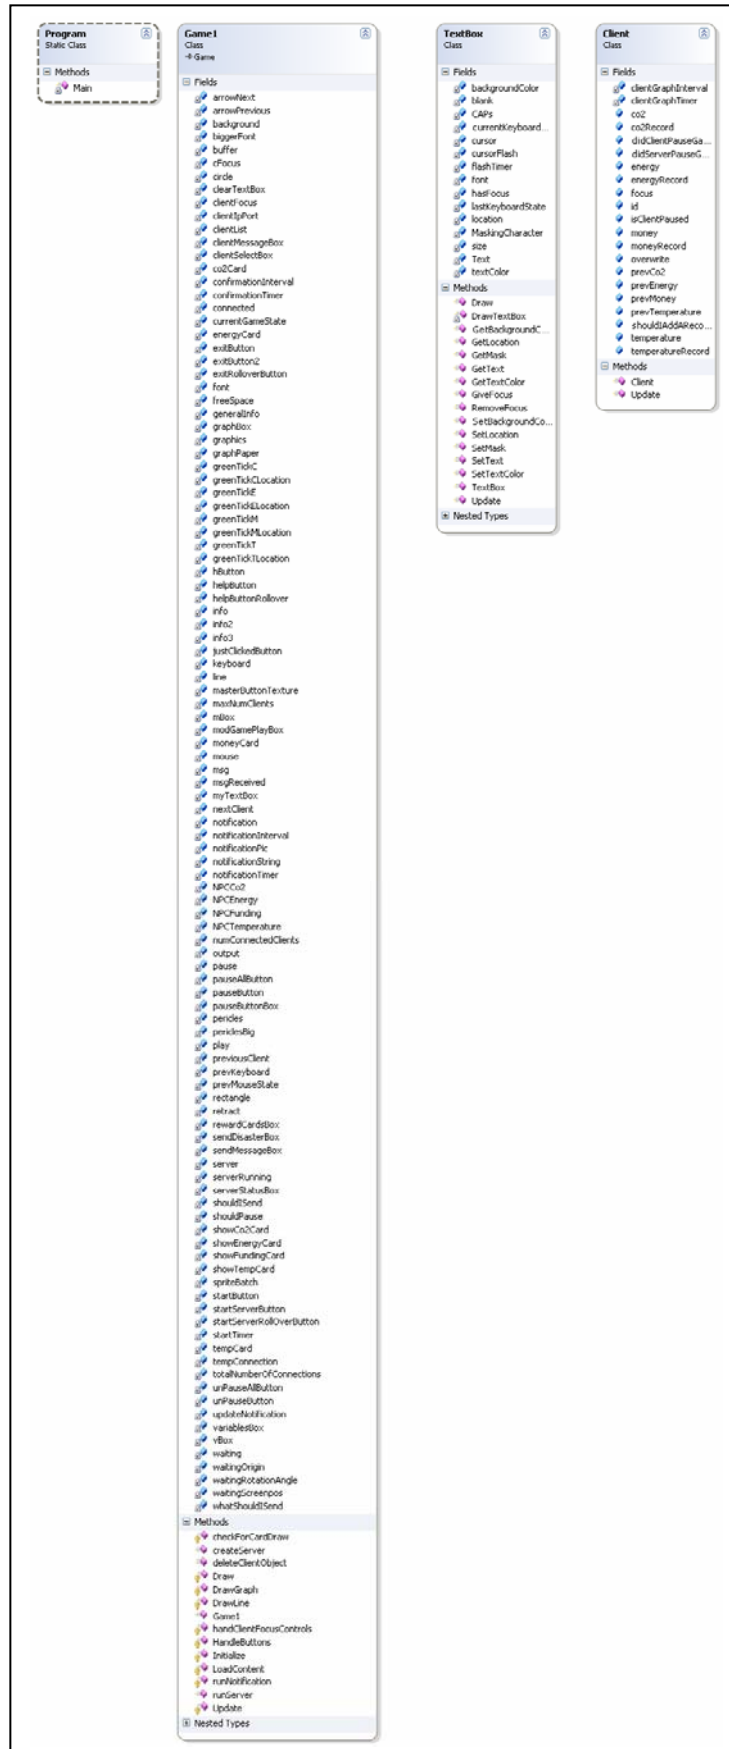 Program
Static Class
Methods
Main
Game1
Class
Game
Fields
arrowNext
arrowPrevious
background
biggerFont
buffer
cFocus
circle
clearTextBox
clientFocus
clientIpPort
clientList
clientMessageBox
clientSelectBox
co2Card
confirmationInterval
confirmationTimer
connected
currentGameState
energyCard
exitButton
exitButton2
exitRolloverButton
font
freeSpace
generalInfo
graphBox
graphics
graphPaper
greenTickC
greenTickCLocation
greenTickE
greenTickELocation
greenTickM
greenTickMLocation
greenTickT
greenTickTLocation
hButton
helpButton
helpButtonRollover
info
info2
info3
justClickedButton
keyboard
line
masterButtonTexture
maxNumClients
mBox
modGamePlayBox
moneyCard
mouse
msg
msgReceived
myTextBox
nextClient
notification
notificationInterval
notificationPic
notificationString
notificationTimer
NPCCo2
NPCEnergy
NPCFunding
NPCTemperature
numConnectedClients
output
pause
pauseAllButton
pauseButton
pauseButtonBox
pericles
periclesBig
play
previousClient
prevKeyboard
prevMouseState
rectangle
retract
rewardCardsBox
sendDisasterBox
sendMessageBox
server
serverRunning
serverStatusBox
shouldISend
shouldPause
showCo2Card
showEnergyCard
showFundingCard
showTempCard
spriteBatch
startButton
startServerButton
startServerRollOverButton
startTimer
tempCard
tempConnection
totalNumberOfConnections
unPauseAllButton
unPauseButton
updateNotification
variablesBox
vBox
waiting
waitingOrigin
waitingRotationAngle
waitingScreenpos
whatShouldISend
Methods
checkForCardDraw
createServer
deleteClientObject
Draw
DrawGraph
DrawLine
Game1
handClientFocusControls
HandleButtons
Initialize
LoadContent
runNotification
runServer
Update
Nested Types
TextBox
Class
Fields
backgroundColor
blank
CAPs
currentKeyboard...
cursor
cursorFlash
flashTimer
font
hasFocus
lastKeyboardState
location
MaskingCharacter
size
Text
textColor
Methods
Draw
DrawTextBox
GetBackgroundC...
GetLocation
GetMask
GetText
GetTextColor
GiveFocus
RemoveFocus
SetBackgroundCo...
SetLocation
SetMask
SetText
SetTextColor
TextBox
Update
Nested Types
Client
Class
Fields
clientGraphInterval
clientGraphTimer
co2
co2Record
didClientPauseGa...
didServerPauseG...
energy
energyRecord
focus
id
isClientPaused
money
moneyRecord
overwrite
prevCo2
prevEnergy
prevMoney
prevTemperature
shouldIAddAReco...
temperature
temperatureRecord
Methods
Client
Update